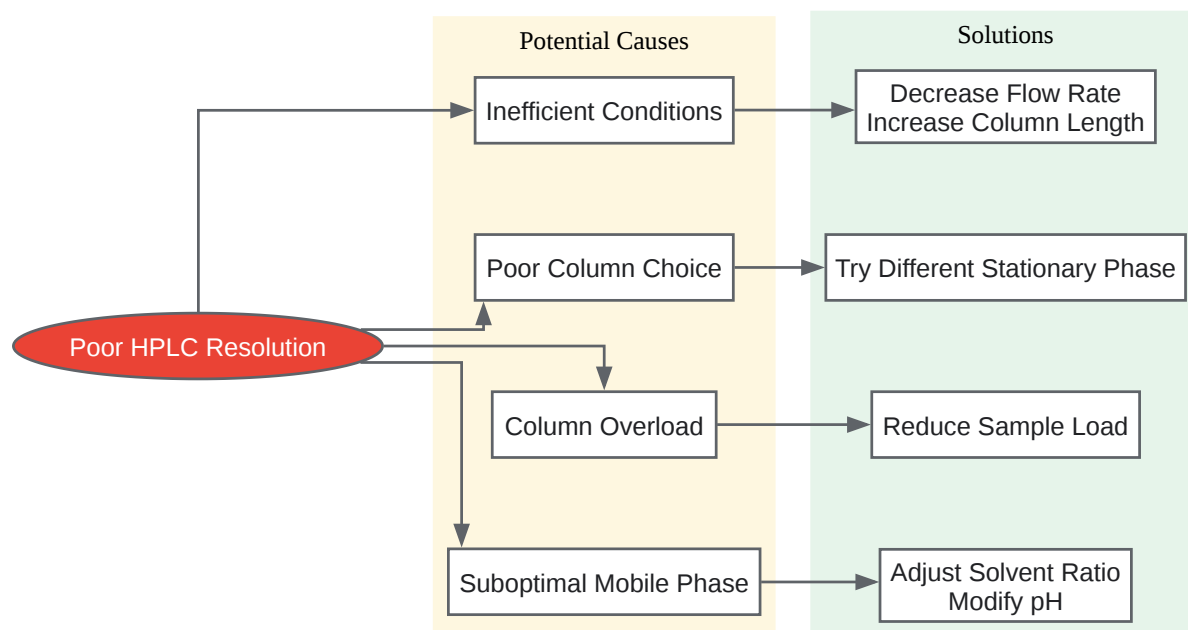 Potential Causes
Solutions
Inefficient Conditions
Decrease Flow Rate
Increase Column Length
Poor Column Choice
Try Different Stationary Phase
Poor HPLC Resolution
Column Overload
Reduce Sample Load
Suboptimal Mobile Phase
Adjust Solvent Ratio
Modify pH